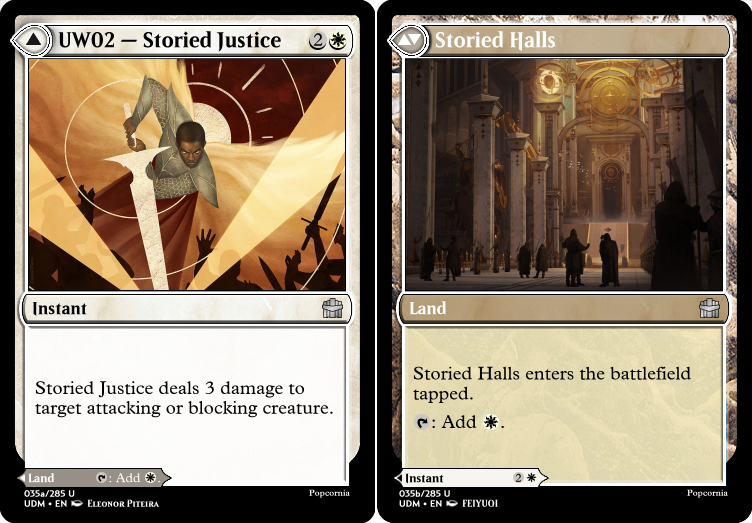 UW02 — Storied Justice 2
Instant
Storied Justice deals 3 damage to
target attacking or blocking creature.
Land : Add .
035a/285 U
UDM • EN Eleonor Piteira
Popcornia
Storied Halls
Land
Storied Halls enters the battlefield
tapped.
: Add .
Instant 2
035b/285 U
UDM • EN FEIYUOI
Popcornia